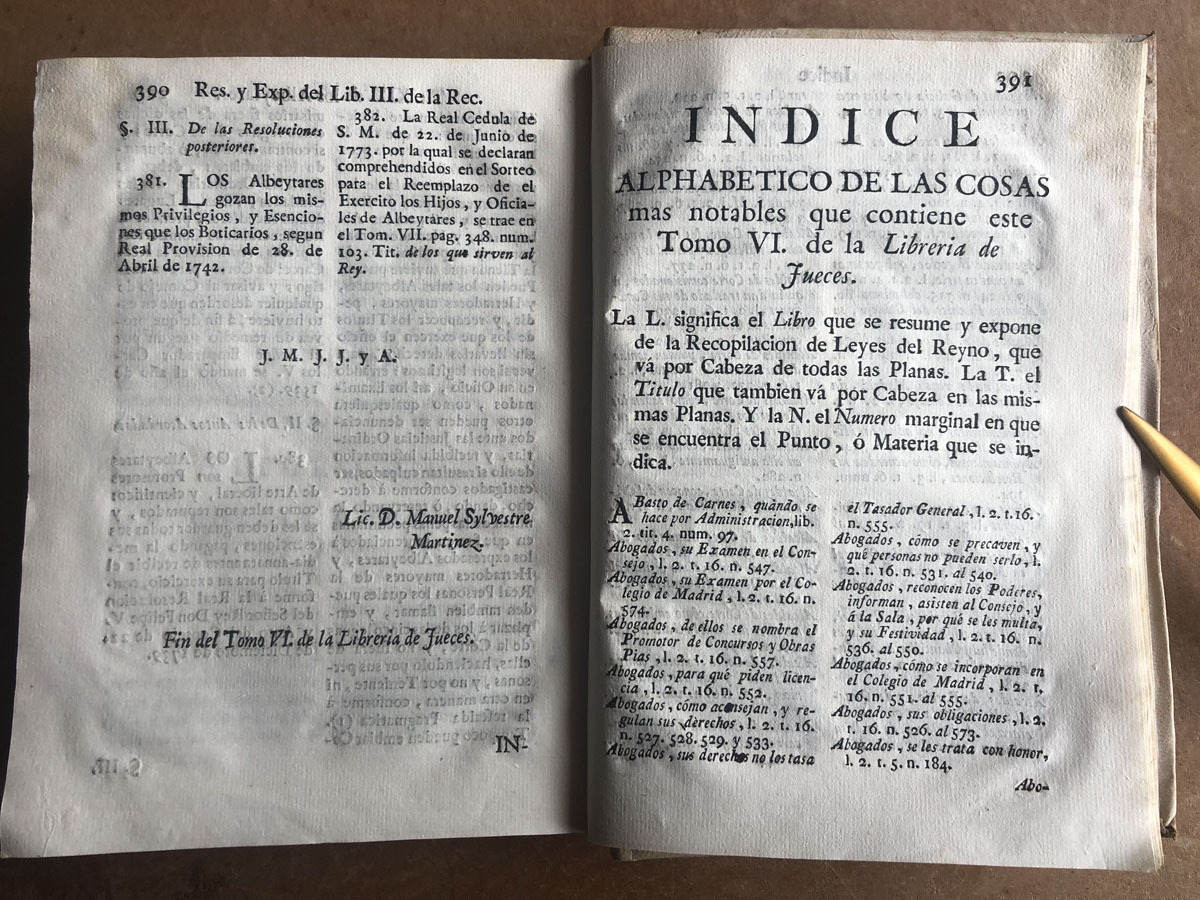 390 Res. y Exp. del Lib. III. de la Rec.
§. III. De las Resoluciones
posteriores.
381. LOS Albeytares
gozan los mis-
mos Privilegios, y Esencio-
nes que los Boticarios, segun
Real Provision de 28. de
Abril de 1742.
382. La Real Cedula de
S. M. de 22. de Junio de
1773. por la qual se declaran
comprehendidos en el Sorteo
para el Reemplazo de el
Exercito los Hijos, y Oficia-
les de Albeytares, se trae en
el Tom. VII. pag. 348. num.
103. Tit. de los que sirven al
Rey.
J. M. J. J. y A.
Lic. D. Manuel Sylvestre
Martinez.
Fin del Tomo VI. de la Libreria de Jueces.
IN-
391
INDICE
ALPHABETICO DE LAS COSAS
mas notables que contiene este
Tomo VI. de la Libreria de
Jueces.
La L. significa el Libro que se resume y expone
de la Recopilacion de Leyes del Reyno, que
vá por Cabeza de todas las Planas. La T. el
Titulo que tambien vá por Cabeza en las mis-
mas Planas. Y la N. el Numero marginal en que
se encuentra el Punto, ó Materia que se in-
dica.
ABasto de Carnes, quàndo se
hace por Administracion, lib.
2. tit. 4. num. 97.
Abogados, su Examen en el Con-
sejo, l. 2. t. 16. n. 547.
Abogados, su Examen por el Co-
legio de Madrid, l. 2. t. 16. n.
574.
Abogados, de ellos se nombra el
Promotor de Concursos y Obras
Pias, l. 2. t. 16. n. 557.
Abogados, para què piden licen-
cia, l. 2. t. 16. n. 552.
Abogados, cómo aconsejan, y re-
gulan sus derechos, l. 2. t. 16.
n. 527. 528. 529. y 533.
Abogados, sus derechos no los tasa
el Tasador General, l. 2. t. 16.
n. 555.
Abogados, cómo se precaven, y
qué personas no pueden serlo, l.
2. t. 16. n. 531. al 540.
Abogados, reconocen los Poderes,
informan, asisten al Consejo, y
á la Sala, por qué se les multa,
y su Festividad, l. 2. t. 16. n.
536. al 550.
Abogados, cómo se incorporan en
el Colegio de Madrid, l. 2. t.
16. n. 551. al 555.
Abogados, sus obligaciones, l. 2.
t. 16. n. 526. al 573.
Abogados, se les trata con honor,
l. 2. t. 5. n. 184.
Abo-